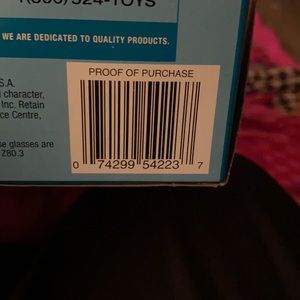 WE ARE DEDICATED TO QUALITY PRODUCTS.
PROOF OF PURCHASE
S.A.
character,
Inc. Retain
ce Centre,
se glasses are
Z80.3
0 74299 54223 7